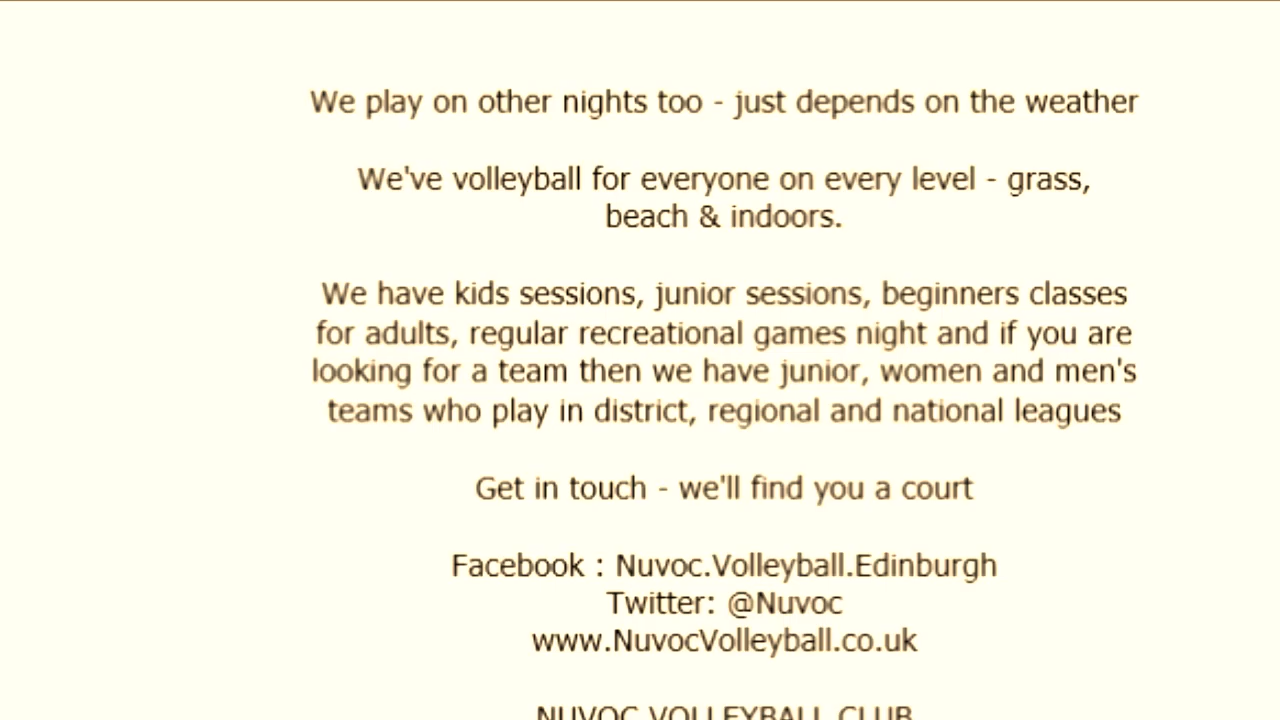 We play on other nights too - just depends on the weather
We've volleyball for everyone on every level - grass,
beach & indoors.
We have kids sessions, junior sessions, beginners classes
for adults, regular recreational games night and if you are
looking for a team then we have junior, women and men's
teams who play in district, regional and national leagues
Get in touch - we'll find you a court
Facebook : Nuvoc.Volleyball.Edinburgh
Twitter: @Nuvoc
www.NuvocVolleyball.co.uk
NUVOC VOLLEYBALL CLUB